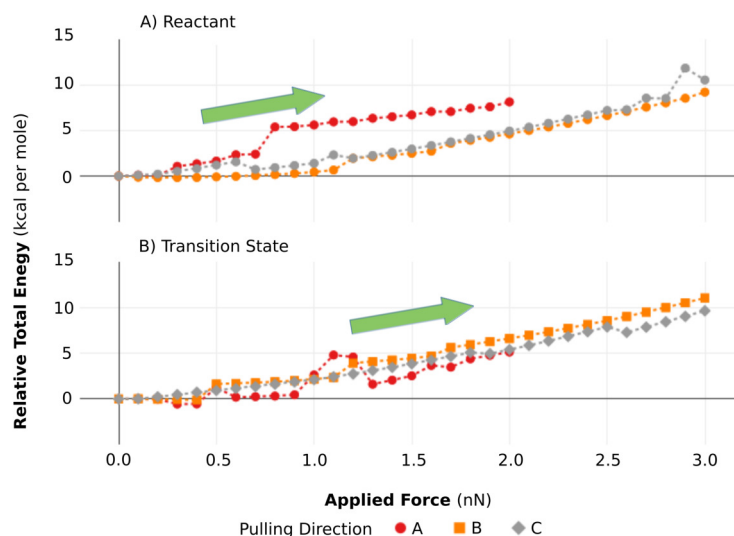 A) Reactant
15
10
5
0
B) Transition State
15
10
5
0
Relative Total Enegy (kcal per mole)
0.0 0.5 1.0 1.5 2.0 2.5 3.0
Applied Force (nN)
Pulling Direction A B C